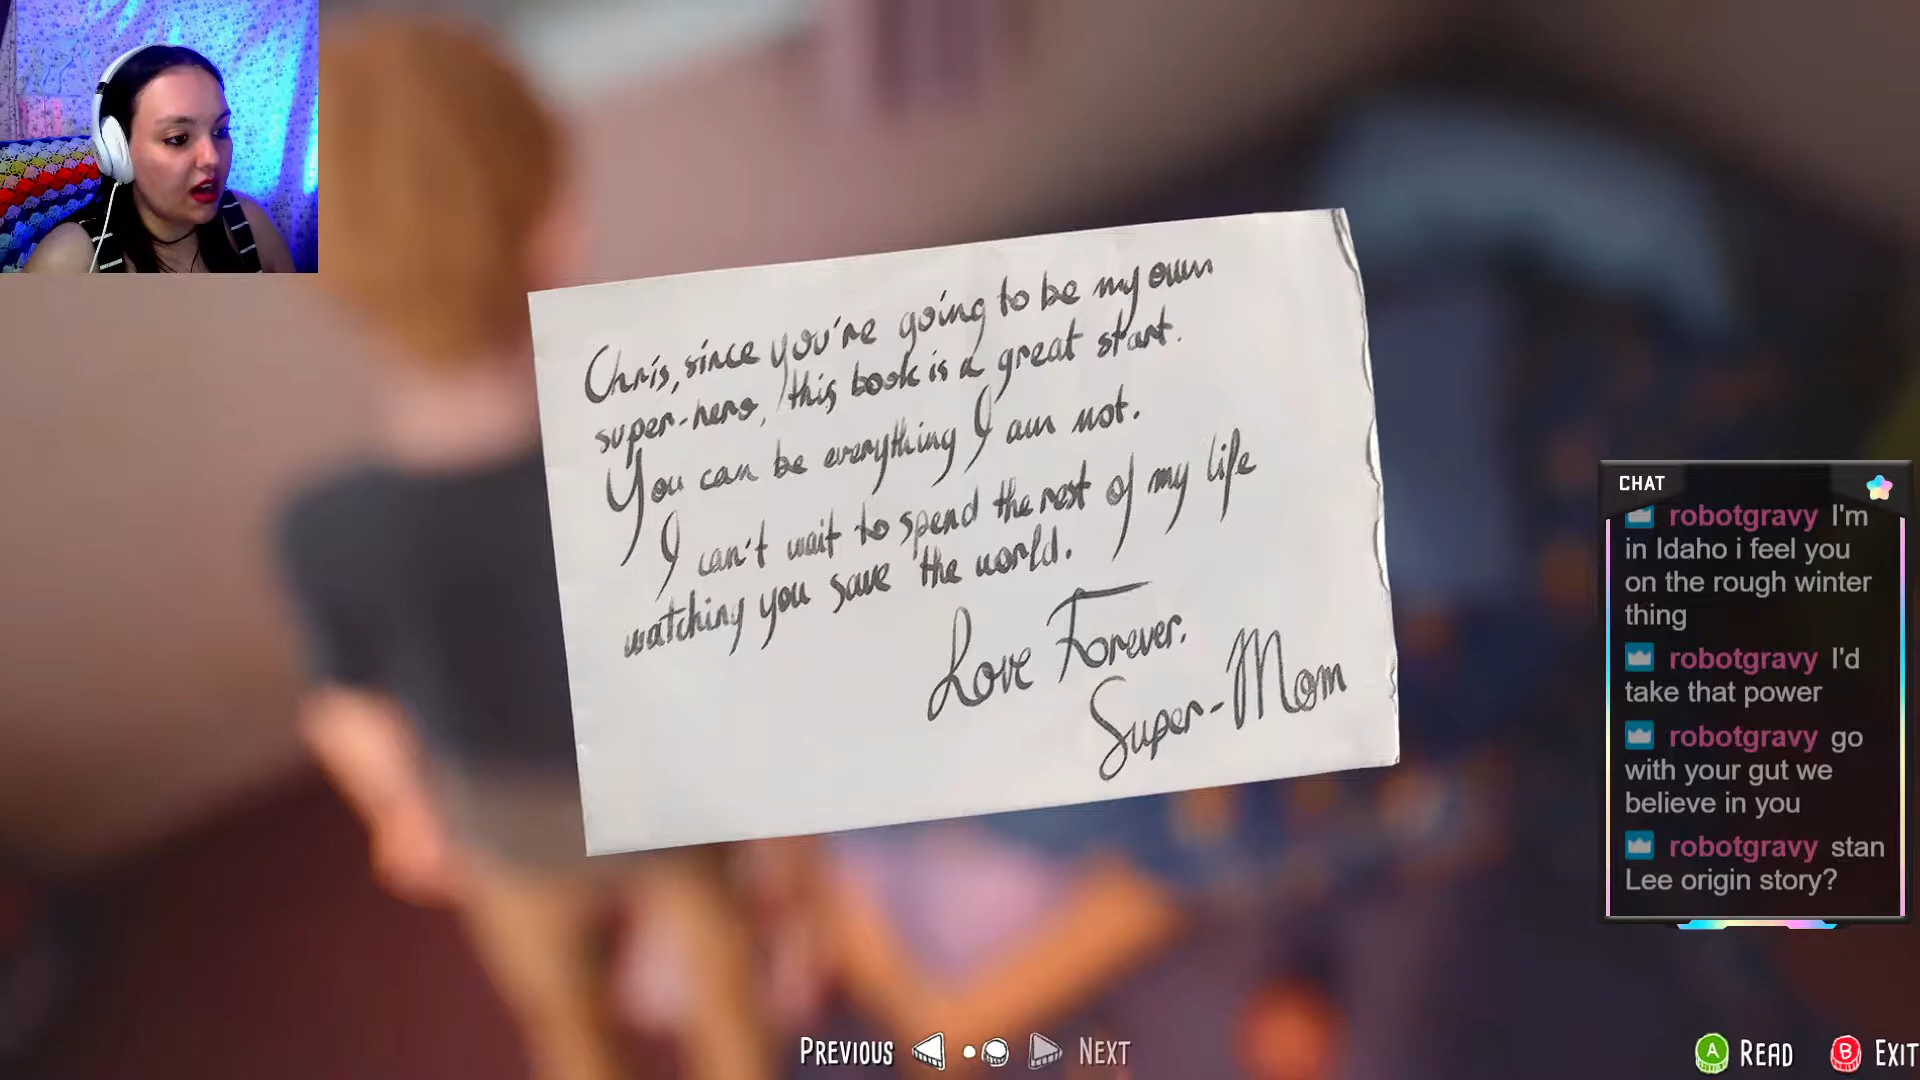 Chris, since you're going to be my own
super-hero, this book is a great start.
You can be everything I am not.
I can't wait to spend the rest of my life
watching you save the world.
Love Forever.
Super-Mom
CHAT
robotgravy I'm
in Idaho i feel you
on the rough winter
thing
robotgravy I'd
take that power
robotgravy go
with your gut we
believe in you
robotgravy stan
Lee origin story?
PREVIOUS NEXT
A READ B EXIT